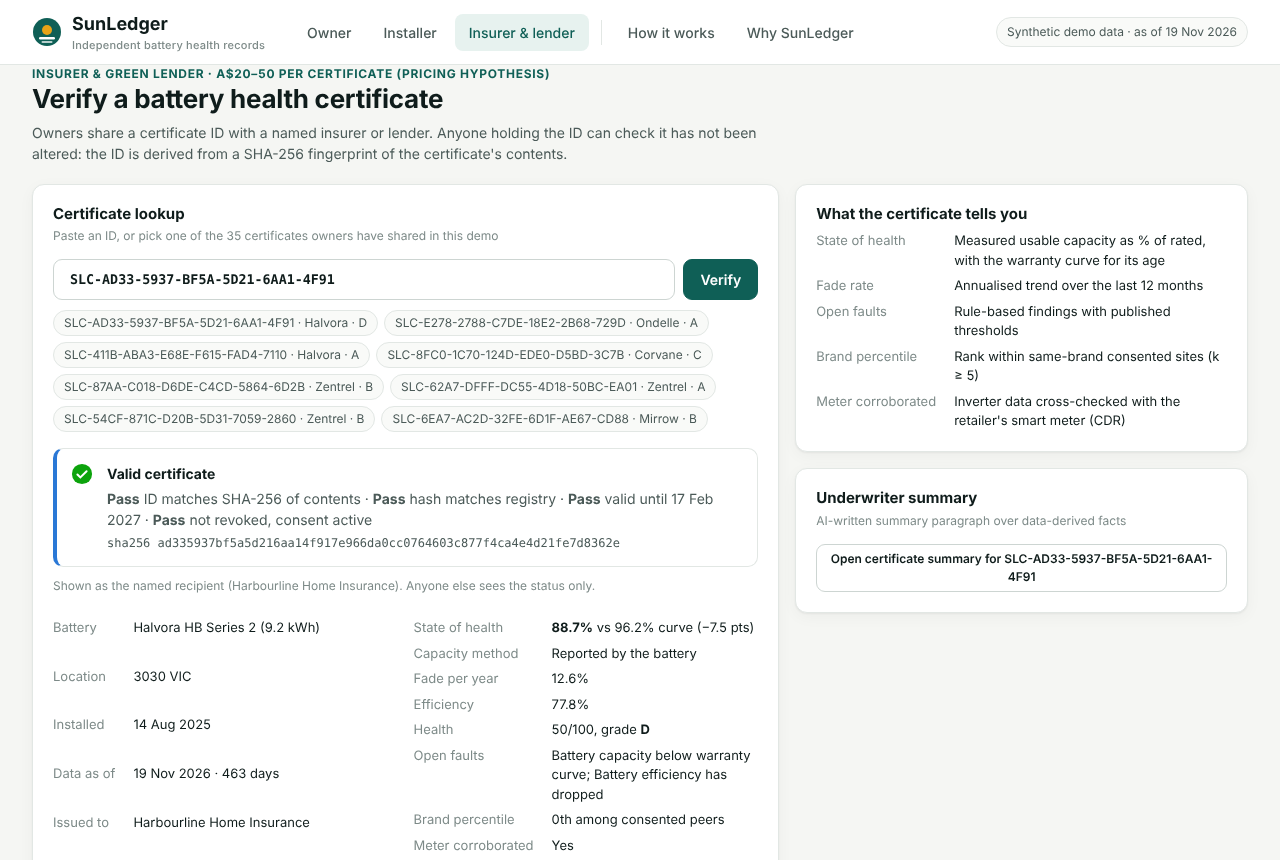 SunLedger
Independent battery health records
Owner
Installer
Insurer & lender
How it works
Why SunLedger
Synthetic demo data · as of 19 Nov 2026
INSURER & GREEN LENDER · A$20–50 PER CERTIFICATE (PRICING HYPOTHESIS)
Verify a battery health certificate
Owners share a certificate ID with a named insurer or lender. Anyone holding the ID can check it has not been
altered: the ID is derived from a SHA-256 fingerprint of the certificate's contents.
Certificate lookup
Paste an ID, or pick one of the 35 certificates owners have shared in this demo
SLC-AD33-5937-BF5A-5D21-6AA1-4F91
Verify
SLC-AD33-5937-BF5A-5D21-6AA1-4F91 · Halvora · D
SLC-E278-2788-C7DE-18E2-2B68-729D · Ondelle · A
SLC-411B-ABA3-E68E-F615-FAD4-7110 · Halvora · A
SLC-8FC0-1C70-124D-EDE0-D5BD-3C7B · Corvane · C
SLC-87AA-C018-D6DE-C4CD-5864-6D2B · Zentrel · B
SLC-62A7-DFFF-DC55-4D18-50BC-EA01 · Zentrel · A
SLC-54CF-871C-D20B-5D31-7059-2860 · Zentrel · B
SLC-6EA7-AC2D-32FE-6D1F-AE67-CD88 · Mirrow · B
Valid certificate
Pass ID matches SHA-256 of contents · Pass hash matches registry · Pass valid until 17 Feb
2027 · Pass not revoked, consent active
sha256 ad335937bf5a5d216aa14f917e966da0cc0764603c877f4ca4e4d21fe7d8362e
Shown as the named recipient (Harbourline Home Insurance). Anyone else sees the status only.
Battery
Halvora HB Series 2 (9.2 kWh)
Location
3030 VIC
Installed
14 Aug 2025
Data as of
19 Nov 2026 · 463 days
Issued to
Harbourline Home Insurance
State of health
88.7% vs 96.2% curve (−7.5 pts)
Capacity method
Reported by the battery
Fade per year
12.6%
Efficiency
77.8%
Health
50/100, grade D
Open faults
Battery capacity below warranty
curve; Battery efficiency has
dropped
Brand percentile
0th among consented peers
Meter corroborated
Yes
What the certificate tells you
State of health
Measured usable capacity as % of rated,
with the warranty curve for its age
Fade rate
Annualised trend over the last 12 months
Open faults
Rule-based findings with published
thresholds
Brand percentile
Rank within same-brand consented sites (k
≥ 5)
Meter corroborated
Inverter data cross-checked with the
retailer's smart meter (CDR)
Underwriter summary
AI-written summary paragraph over data-derived facts
Open certificate summary for SLC-AD33-5937-BF5A-5D21-6AA1-
4F91